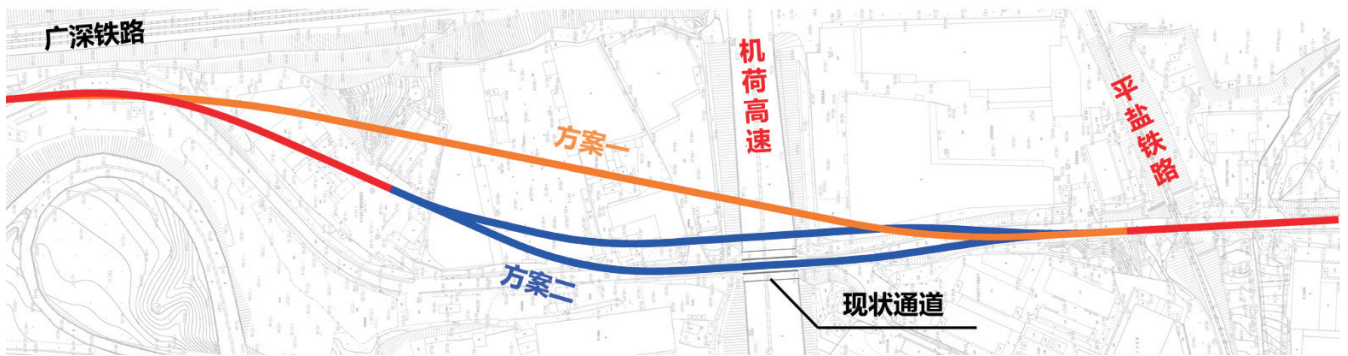 广深铁路
机荷高速
平盐铁路
方案一
方案二
现状通道